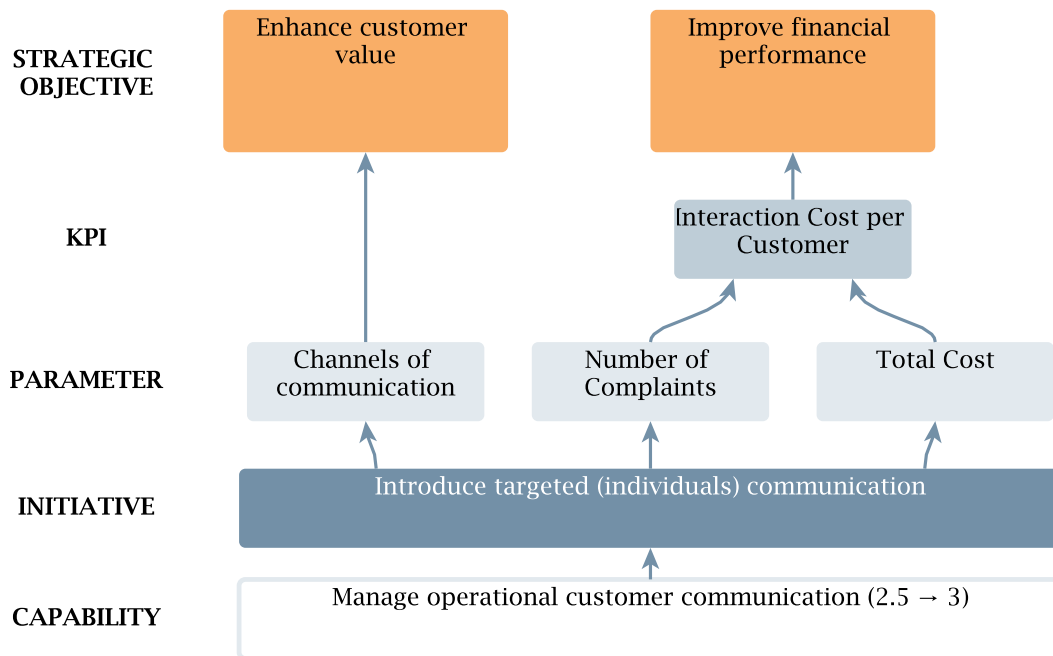 STRATEGIC
OBJECTIVE
Enhance customer
value
Improve financial
performance
KPI
Interaction Cost per
Customer
PARAMETER
Channels of
communication
Number of
Complaints
Total Cost
INITIATIVE
Introduce targeted (individuals) communication
CAPABILITY
Manage operational customer communication (2.5 → 3)